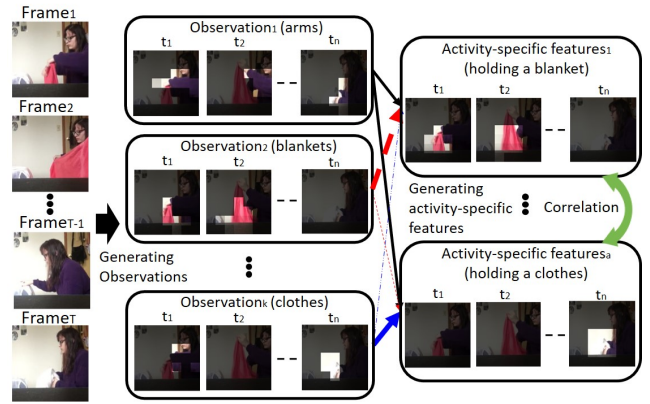 Frame1
Frame2
FrameT-1
FrameT
Generating
Observations
Observation1 (arms)
t1
t2
tn
Observation2 (blankets)
t1
t2
tn
Observationk (clothes)
t1
t2
tn
Activity-specific features1
(holding a blanket)
t1
t2
tn
Generating
activity-specific
features
Correlation
Activity-specific featuresa
(holding a clothes)
t1
t2
tn